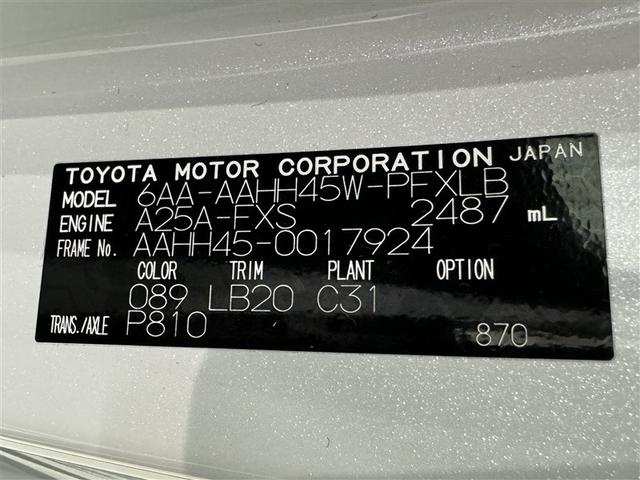 TOYOTA MOTOR CORPORATION JAPAN
MODEL 6AA-AAHH45W-PFXLB
ENGINE A25A-FXS 2487 mL
FRAME No. AAHH45-0017924
COLOR TRIM PLANT OPTION
089 LB20 C31
TRANS./AXLE P810 870